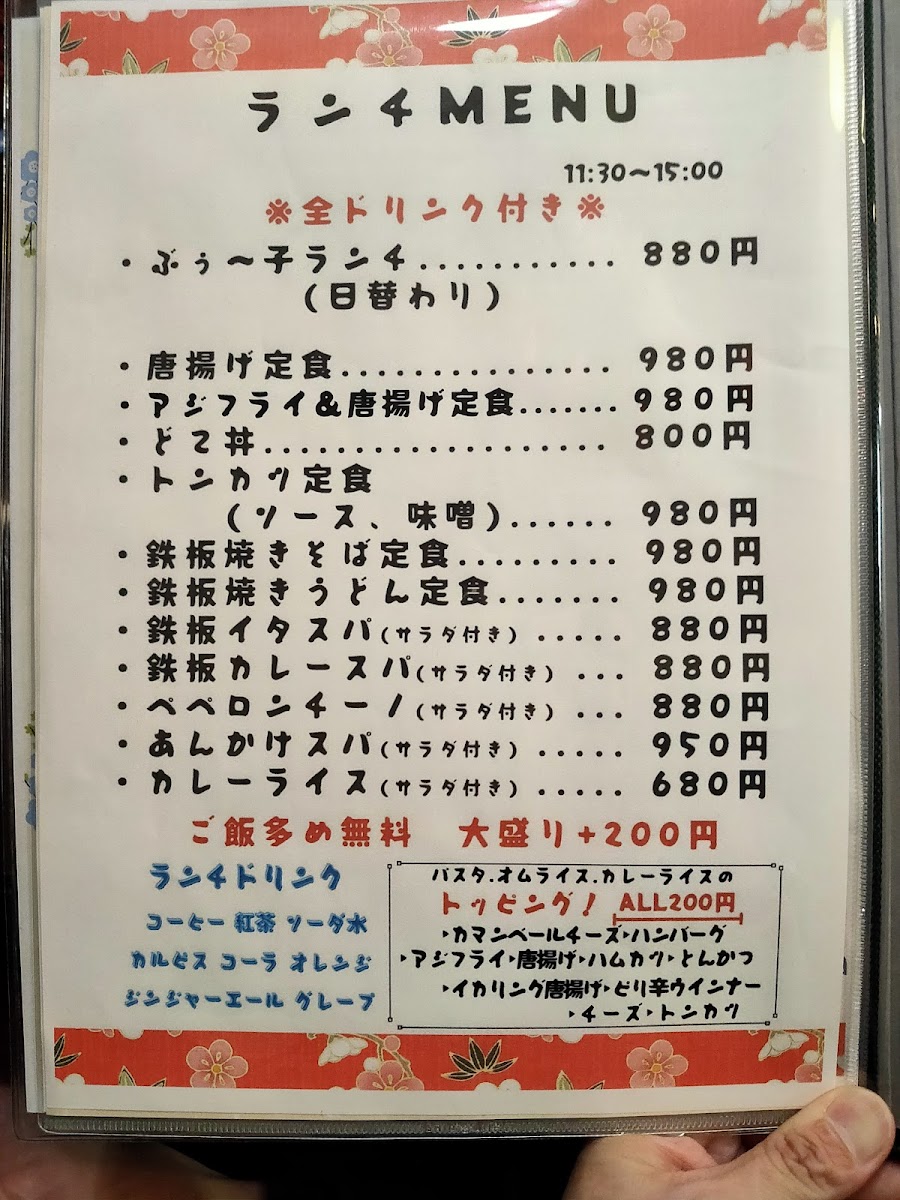 ランチMENU
11:30〜15:00
※全ドリンク付き※
・ぶぅ〜子ランチ........... 880円
(日替わり)
・唐揚げ定食............... 980円
・アジフライ&唐揚げ定食....... 980円
・どて丼................... 800円
・トンカツ定食
(ソース、味噌)...... 980円
・鉄板焼きそば定食......... 980円
・鉄板焼きうどん定食....... 980円
・鉄板イタスパ(サラダ付き) ..... 880円
・鉄板カレースパ(サラダ付き) ... 880円
・ペペロンチーノ(サラダ付き) ... 880円
・あんかけスパ(サラダ付き) ..... 950円
・カレーライス(サラダ付き) ..... 680円
ご飯多め無料 大盛り+200円
ランチドリンク
コーヒー 紅茶 ソーダ水
カルピス コーラ オレンジ
ジンジャーエール グレープ
パスタ.オムライス.カレーライスの
トッピング! ALL200円
▸カマンベールチーズ▸ハンバーグ
▸アジフライ▸唐揚げ▸ハムカツ▸とんかつ
▸イカリング唐揚げ▸ピリ辛ウインナー
▸チーズ▸トンカツ